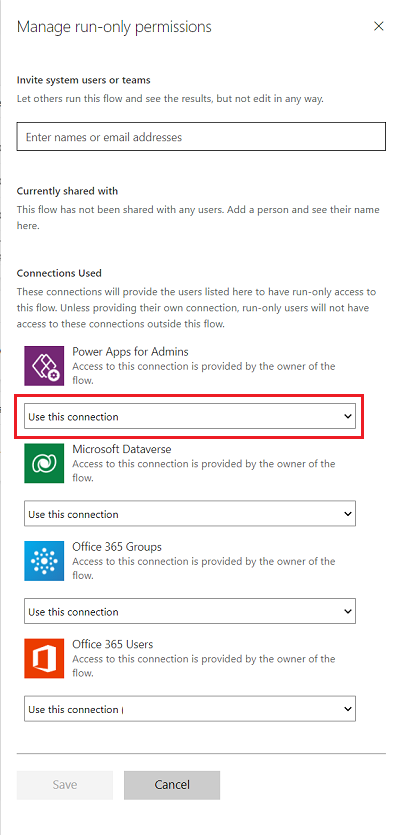 Manage run-only permissions
Invite system users or teams
Let others run this flow and see the results, but not edit in any way.
Enter names or email addresses
Currently shared with
This flow has not been shared with any users. Add a person and see their name
here.
Connections Used
These connections will provide the users listed here to have run-only access to
this flow. Unless providing their own connection, run-only users will not have
access to these connections outside this flow.
Power Apps for Admins
Access to this connection is provided by the owner of the
flow.
Use this connection
Microsoft Dataverse
Access to this connection is provided by the owner of the
flow.
Use this connection
Office 365 Groups
Access to this connection is provided by the owner of the
flow.
Use this connection
Office 365 Users
Access to this connection is provided by the owner of the
flow.
Use this connection (
Save
Cancel